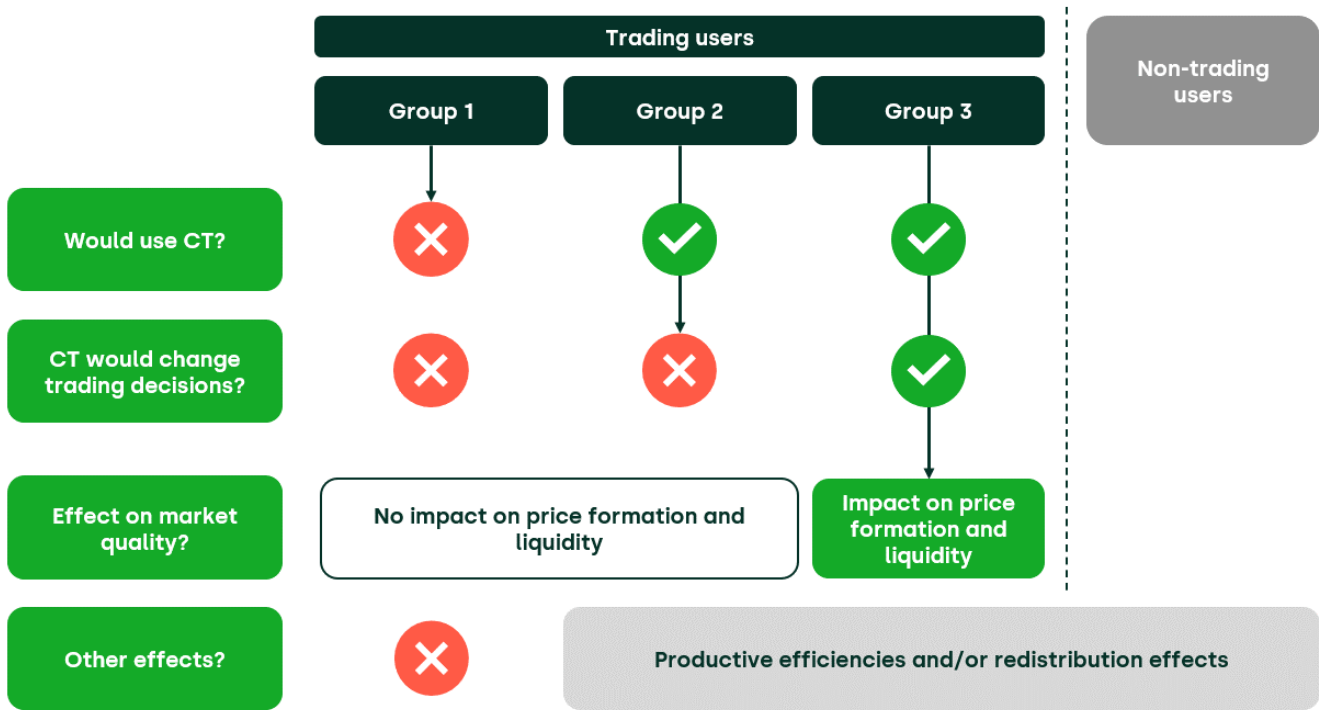 Trading users
Non-trading
users
Group 1
Group 2
Group 3
Would use CT?
CT would change
trading decisions?
Effect on market
quality?
No impact on price formation and
liquidity
Impact on price
formation and
liquidity
Other effects?
Productive efficiencies and/or redistribution effects